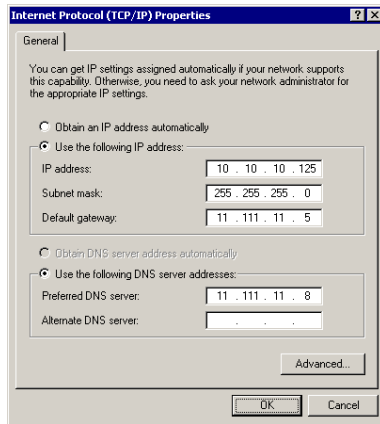 Internet Protocol (TCP/IP) Properties
General
You can get IP settings assigned automatically if your network supports
this capability. Otherwise, you need to ask your network administrator for
the appropriate IP settings.
Obtain an IP address automatically
Use the following IP address:
IP address: 10 . 10 . 10 . 125
Subnet mask: 255 . 255 . 255 . 0
Default gateway: 11 . 111 . 11 . 5
Obtain DNS server address automatically
Use the following DNS server addresses:
Preferred DNS server: 11 . 111 . 11 . 8
Alternate DNS server: . . .
Advanced...
OK Cancel